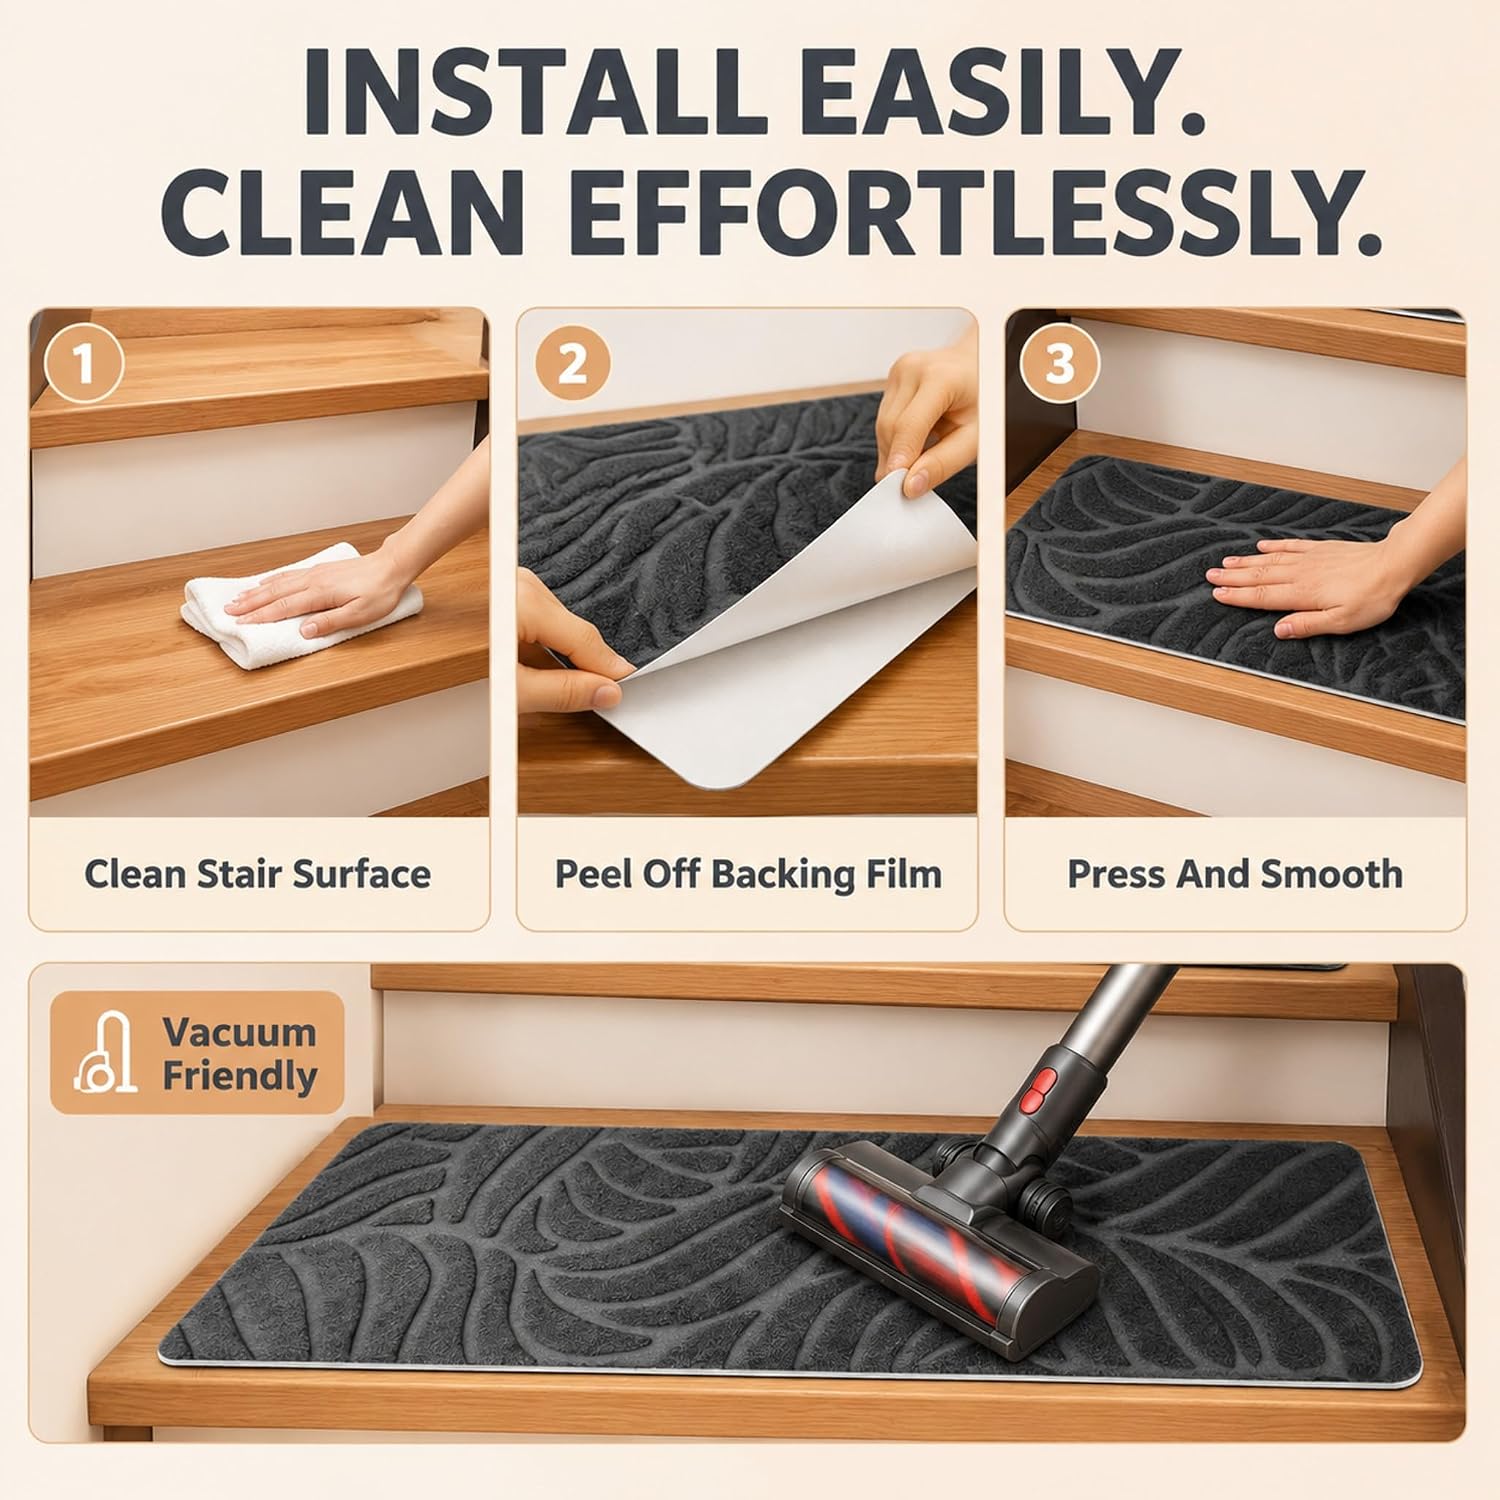 INSTALL EASILY.
CLEAN EFFORTLESSLY.
1
2
3
Clean Stair Surface
Peel Off Backing Film
Press And Smooth
Vacuum
Friendly